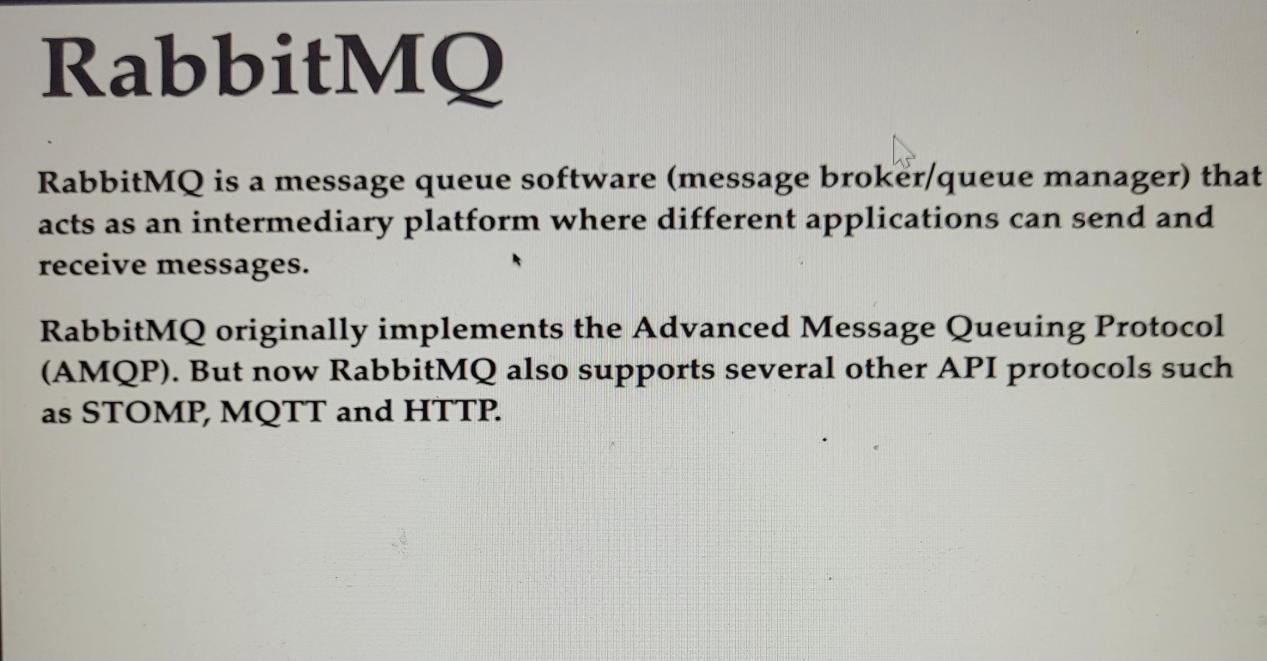 RabbitMQ
RabbitMQ is a message queue software (message broker/queue manager) that
acts as an intermediary platform where different applications can send and
receive messages.
RabbitMQ originally implements the Advanced Message Queuing Protocol
(AMQP). But now RabbitMQ also supports several other API protocols such
as STOMP, MQTT and HTTP.